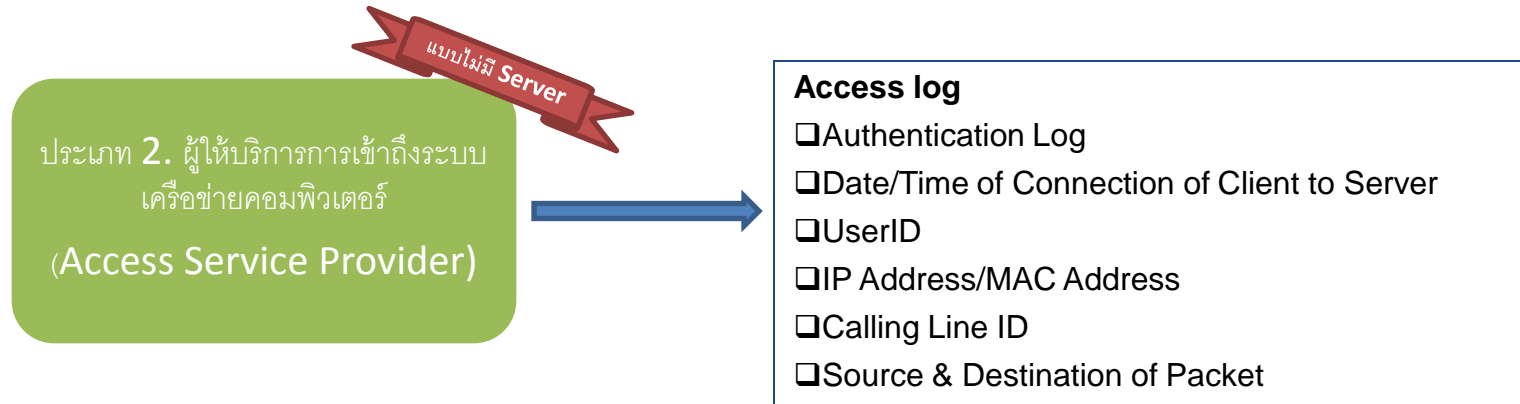 แบบไม่มี Server
ประเภท 2. ผู้ให้บริการการเข้าถึงระบบ
เครือข่ายคอมพิวเตอร์
(Access Service Provider)
Access log
❑Authentication Log
❑Date/Time of Connection of Client to Server
❑UserID
❑IP Address/MAC Address
❑Calling Line ID
❑Source & Destination of Packet